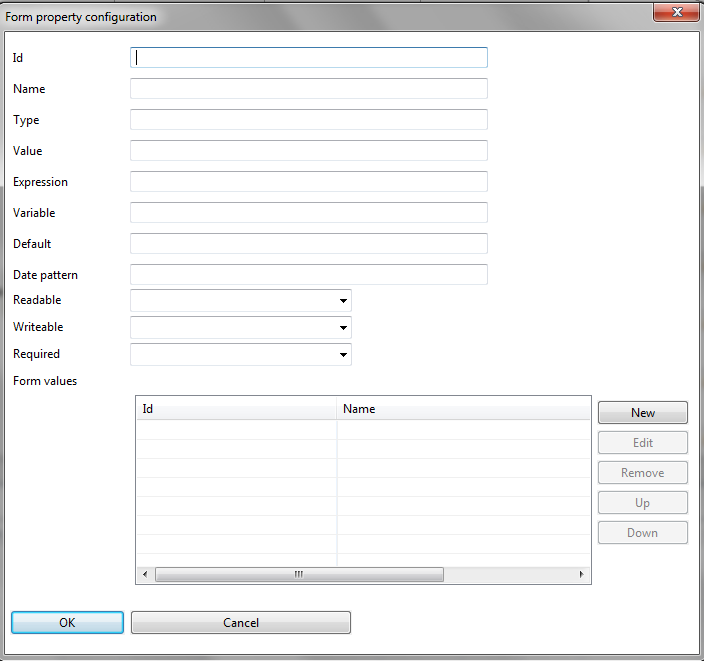 Form property configuration
Id
Name
Type
Value
Expression
Variable
Default
Date pattern
Readable
Writeable
Required
Form values
Id Name
New
Edit
Remove
Up
Down
OK Cancel